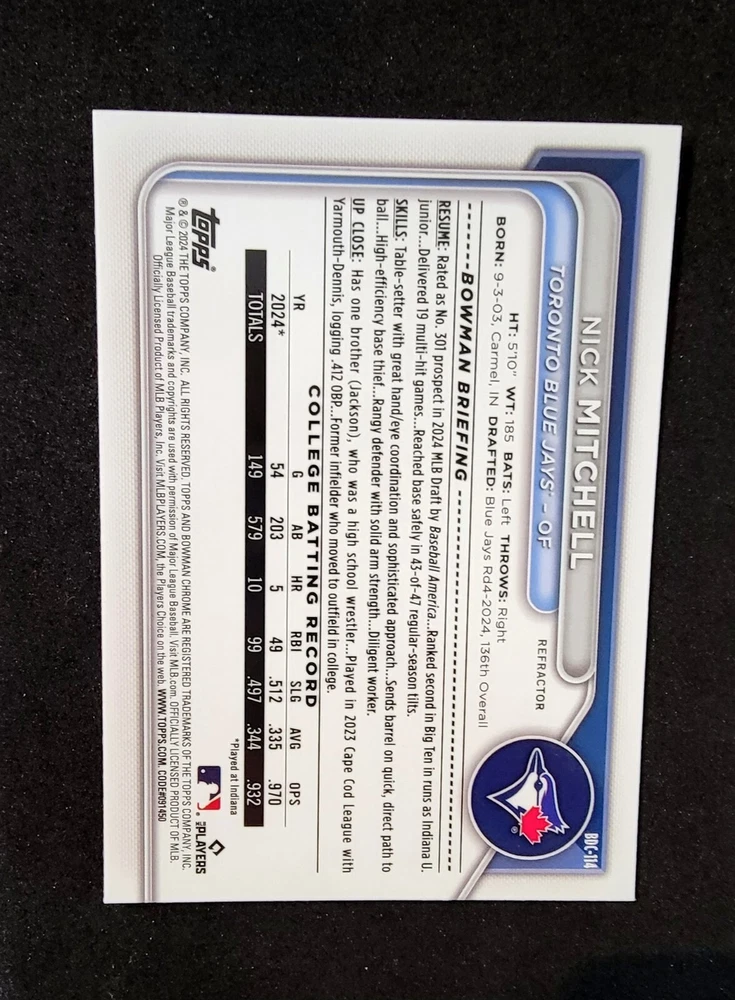 BDC-114
NICK MITCHELL
TORONTO BLUE JAYS® – OF
REFRACTOR
HT: 5'10" WT: 185 BATS: Left THROWS: Right
BORN: 9-3-03, Carmel, IN DRAFTED: Blue Jays Rd4-2024, 136th Overall
BOWMAN BRIEFING
RESUME: Rated as No. 301 prospect in 2024 MLB Draft by Baseball America...Ranked second in Big Ten in runs as Indiana U.
junior...Delivered 19 multi-hit games...Reached base safely in 43-of-47 regular-season tilts.
SKILLS: Table-setter with great hand/eye coordination and sophisticated approach...Sends barrel on quick, direct path to
ball...High-efficiency base thief...Rangy defender with solid arm strength...Diligent worker.
UP CLOSE: Has one brother (Jackson), who was a high school wrestler...Played in 2023 Cape Cod League with
Yarmouth-Dennis, logging .412 OBP...Former infielder who moved to outfield in college.
COLLEGE BATTING RECORD
YR G AB HR RBI SLG AVG OPS
2024* 54 203 5 49 .512 .335 .970
TOTALS 149 579 10 99 .497 .344 .932
*Played at Indiana
topps®
MLB PLAYERS
® & © 2024 THE TOPPS COMPANY, INC. ALL RIGHTS RESERVED. TOPPS AND BOWMAN CHROME ARE REGISTERED TRADEMARKS OF THE TOPPS COMPANY, INC.
Major League Baseball trademarks and copyrights are used with permission of Major League Baseball. Visit MLB.com. OFFICIALLY LICENSED PRODUCT OF MLB.
Officially Licensed Product of MLB Players, Inc. Visit MLBPLAYERS.COM, the Players Choice on the web. WWW.TOPPS.COM. CODE#091450